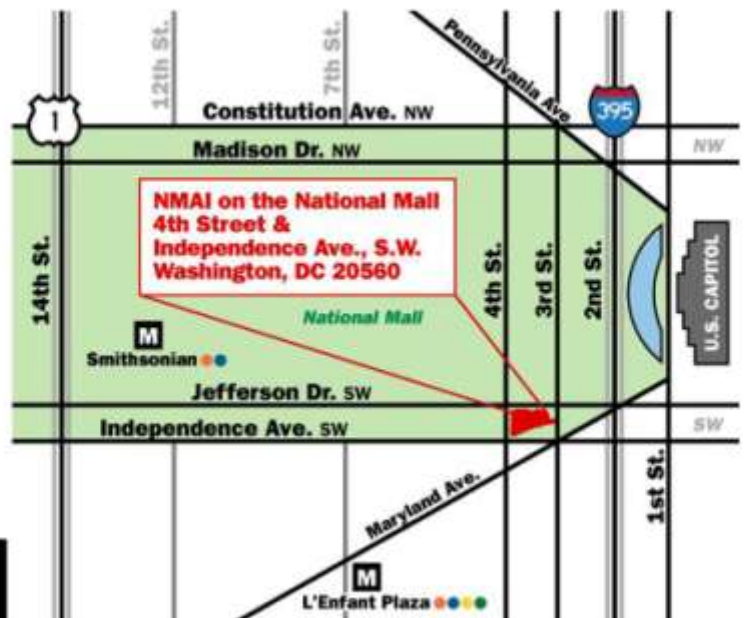 12th St.
7th St.
Pennsylvania Ave
1
Constitution Ave. NW
395
Madison Dr. NW
NW
NMAI on the National Mall
4th Street &
Independence Ave., S.W.
Washington, DC 20560
14th St.
4th St.
3rd St.
2nd St.
U.S. CAPITOL
National Mall
M
Smithsonian
Jefferson Dr. SW
Independence Ave. SW
SW
Maryland Ave.
1st St.
M
L'Enfant Plaza